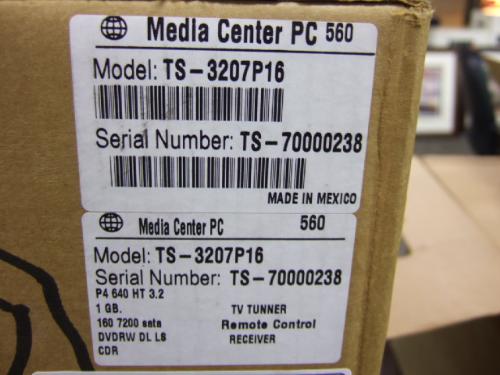 Media Center PC 560
Model: TS-3207P16
Serial Number: TS-70000238
MADE IN MEXICO
Media Center PC 560
Model: TS-3207P16
Serial Number: TS-70000238
P4 640 HT 3.2
1 GB. TV TUNNER
160 7200 sata Remote Control
DVDRW DL LS RECEIVER
CDR